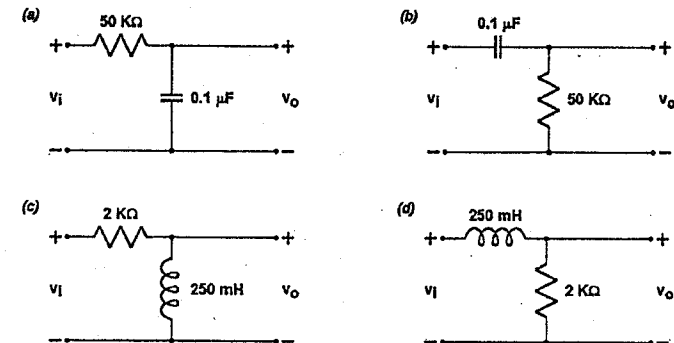 (a)
50 KΩ
+
+
vi
0.1 µF
vo
−
−
(b)
0.1 µF
+
+
vi
50 KΩ
vo
−
−
(c)
2 KΩ
+
+
vi
250 mH
vo
−
−
(d)
250 mH
+
+
vi
2 KΩ
vo
−
−